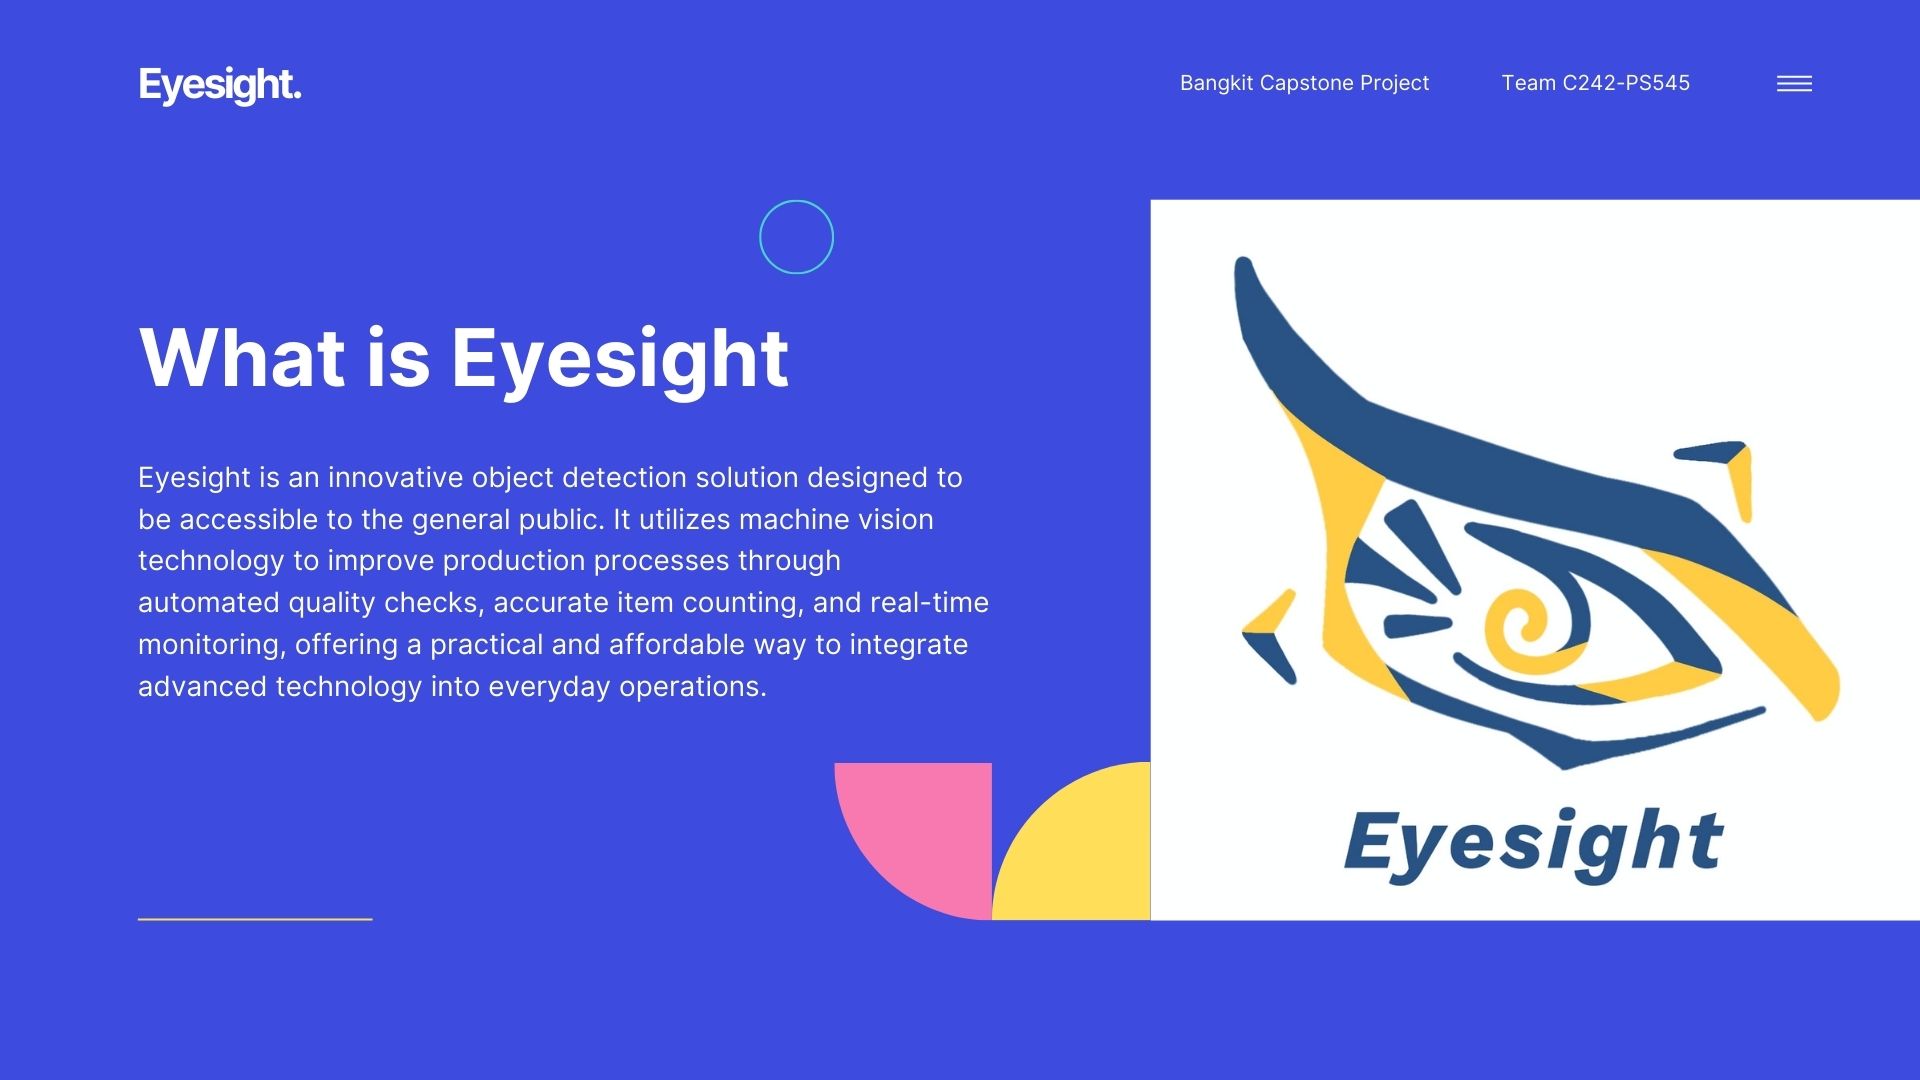 Eyesight.
Bangkit Capstone Project
Team C242-PS545
What is Eyesight
Eyesight is an innovative object detection solution designed to
be accessible to the general public. It utilizes machine vision
technology to improve production processes through
automated quality checks, accurate item counting, and real-time
monitoring, offering a practical and affordable way to integrate
advanced technology into everyday operations.
Eyesight